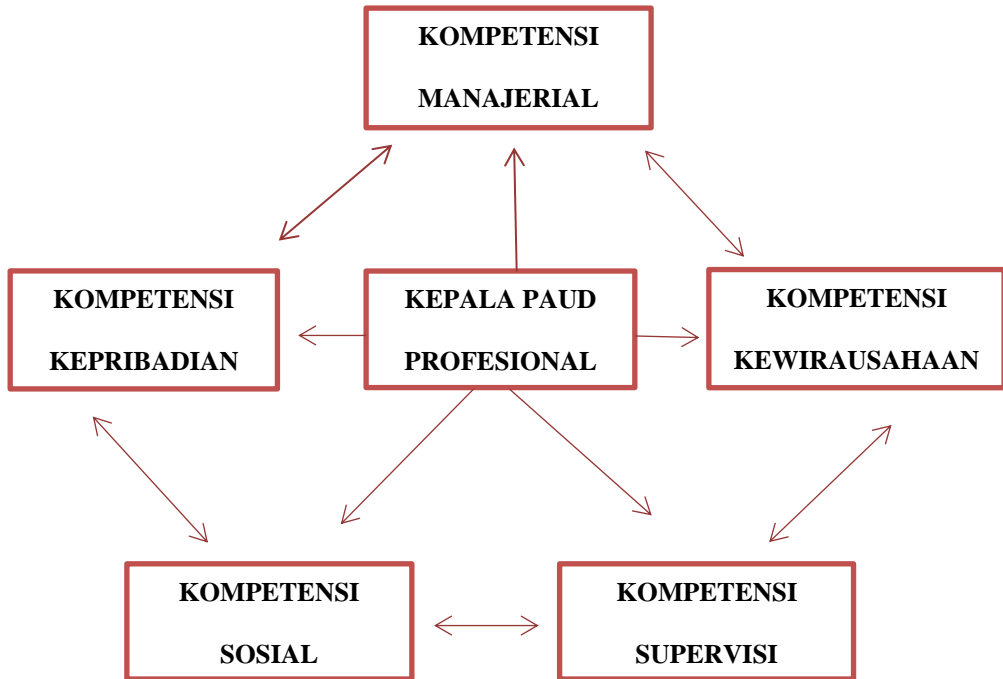 KOMPETENSI
MANAJERIAL
KOMPETENSI
KEPRIBADIAN
KEPALA PAUD
PROFESIONAL
KOMPETENSI
KEWIRAUSAHAAN
KOMPETENSI
SOSIAL
KOMPETENSI
SUPERVISI